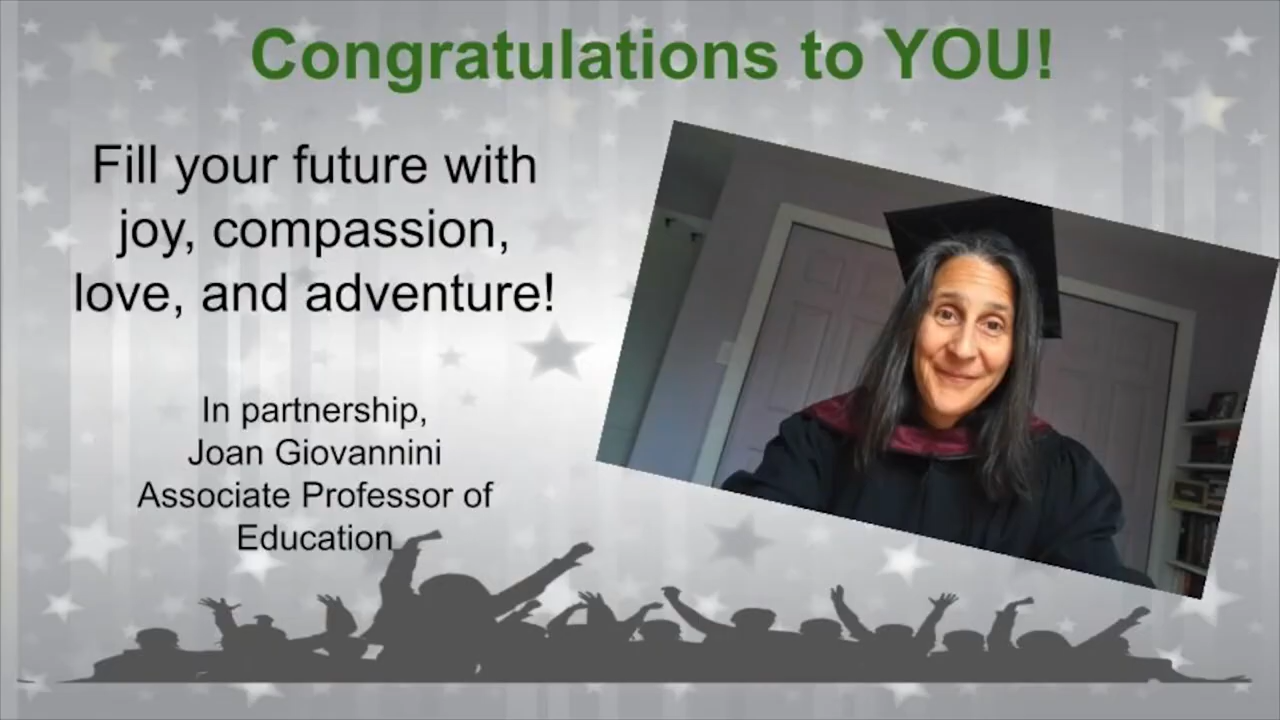 Congratulations to YOU!
Fill your future with
joy, compassion,
love, and adventure!
In partnership,
Joan Giovannini
Associate Professor of
Education